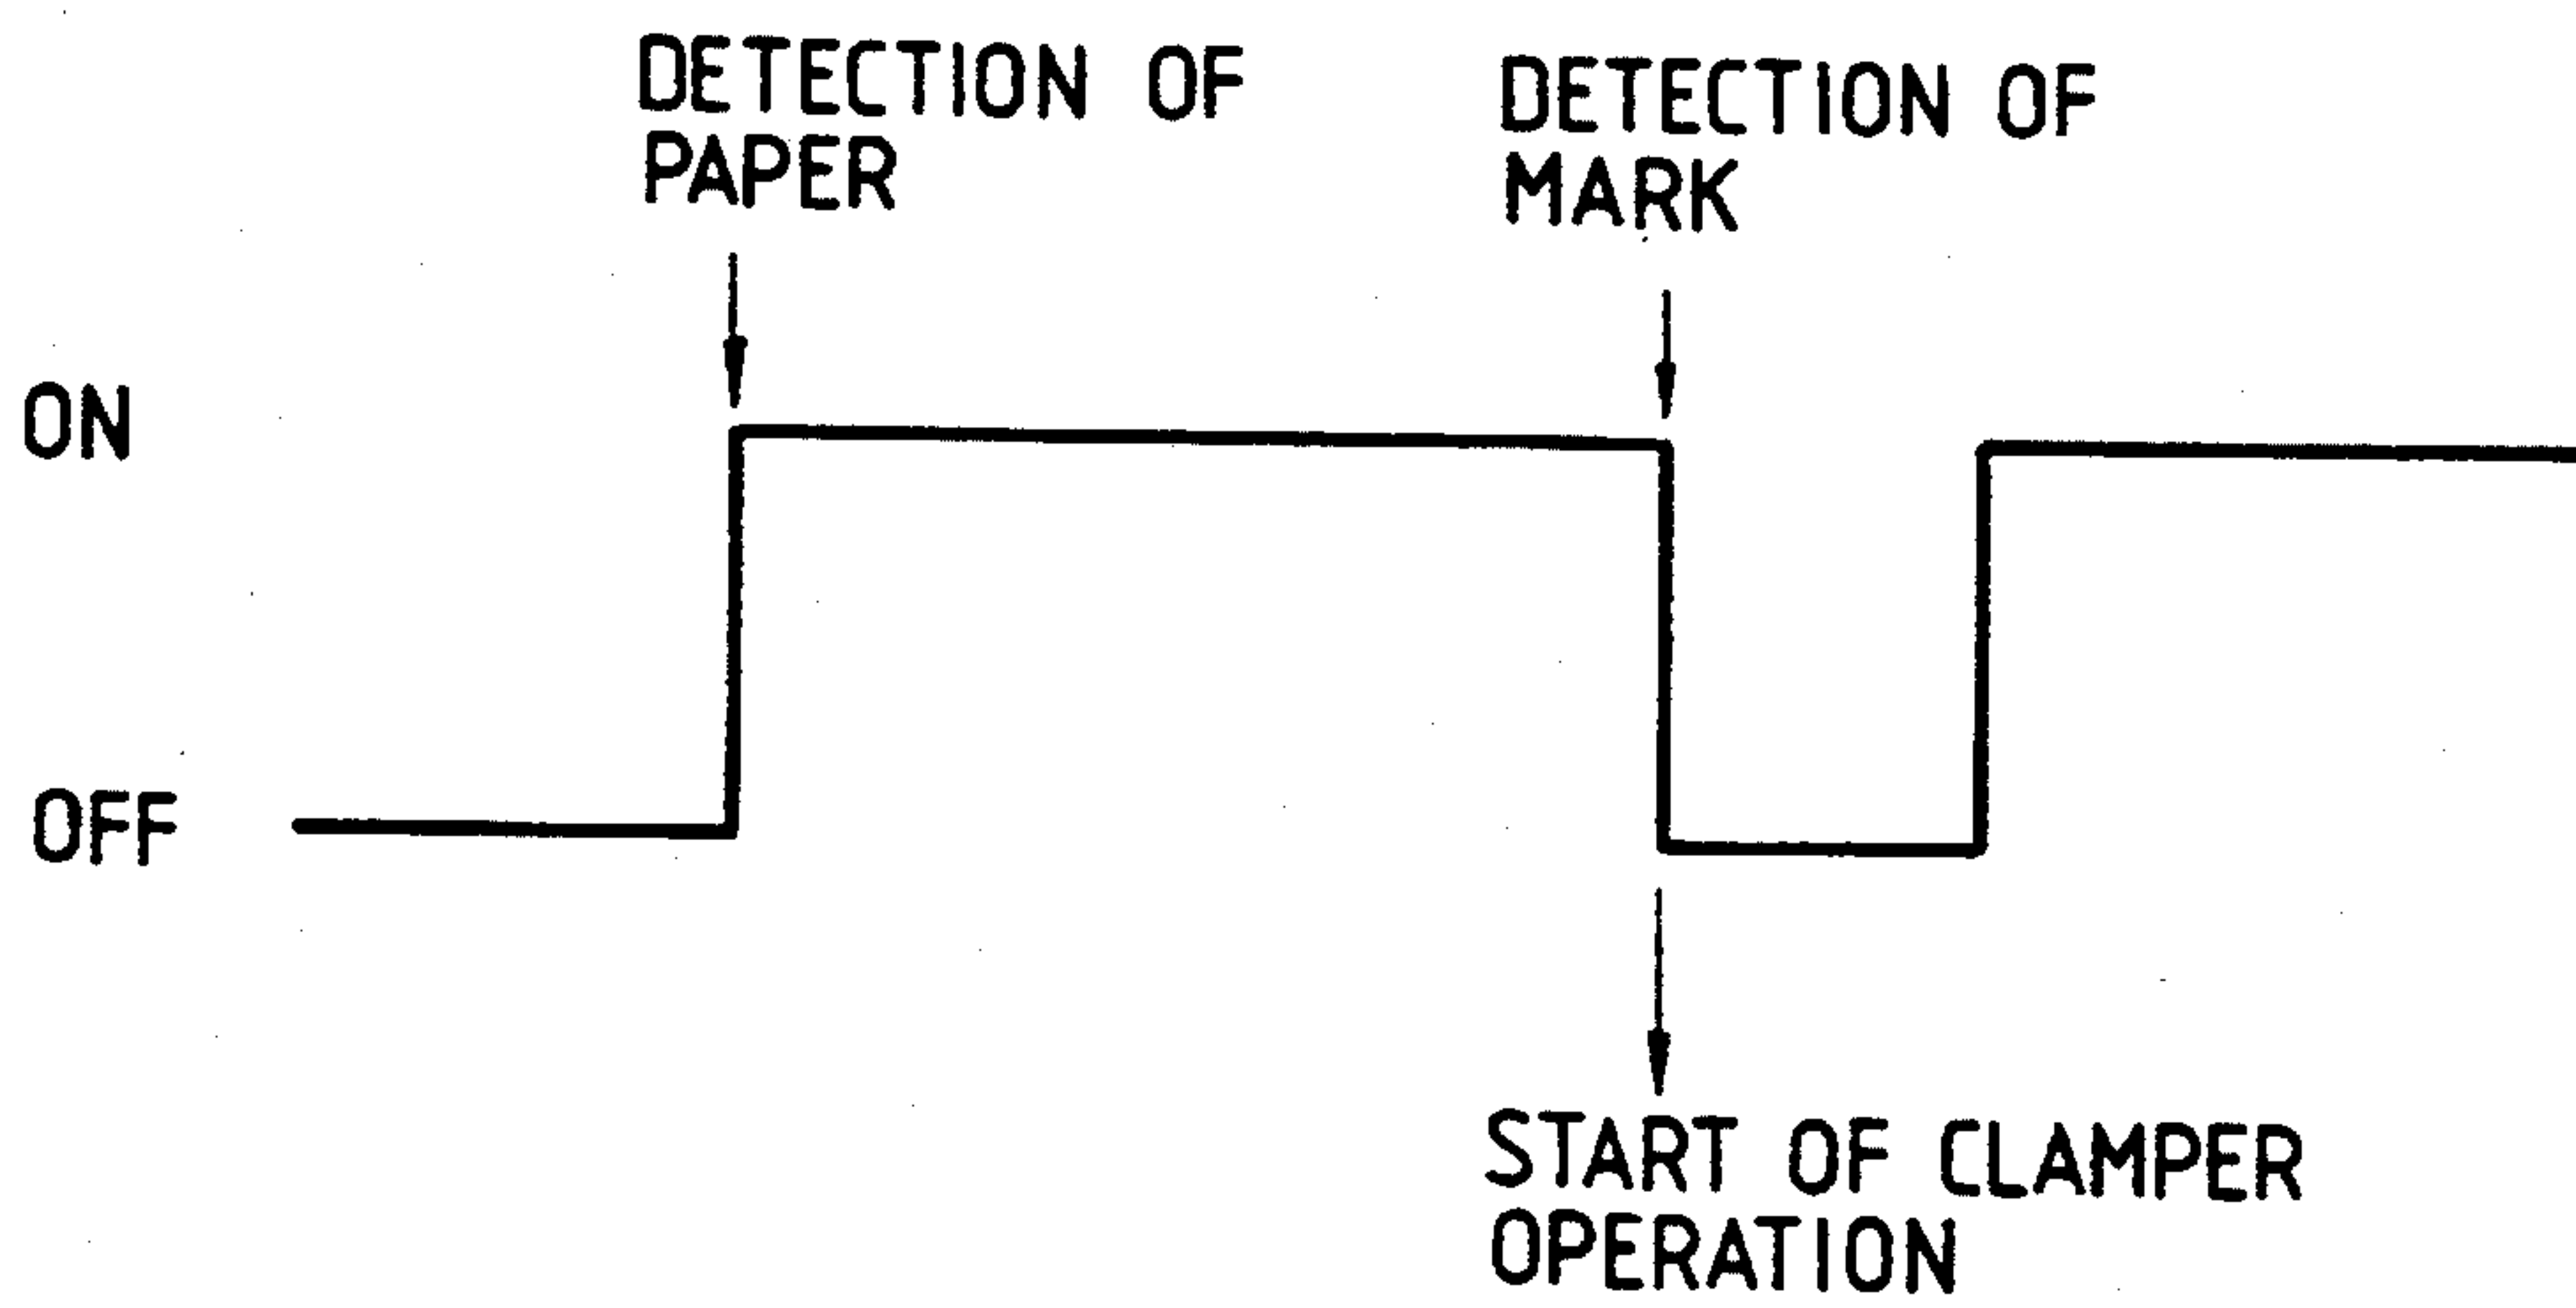 DETECTION OF
PAPER
DETECTION OF
MARK
ON
OFF
START OF CLAMPER
OPERATION